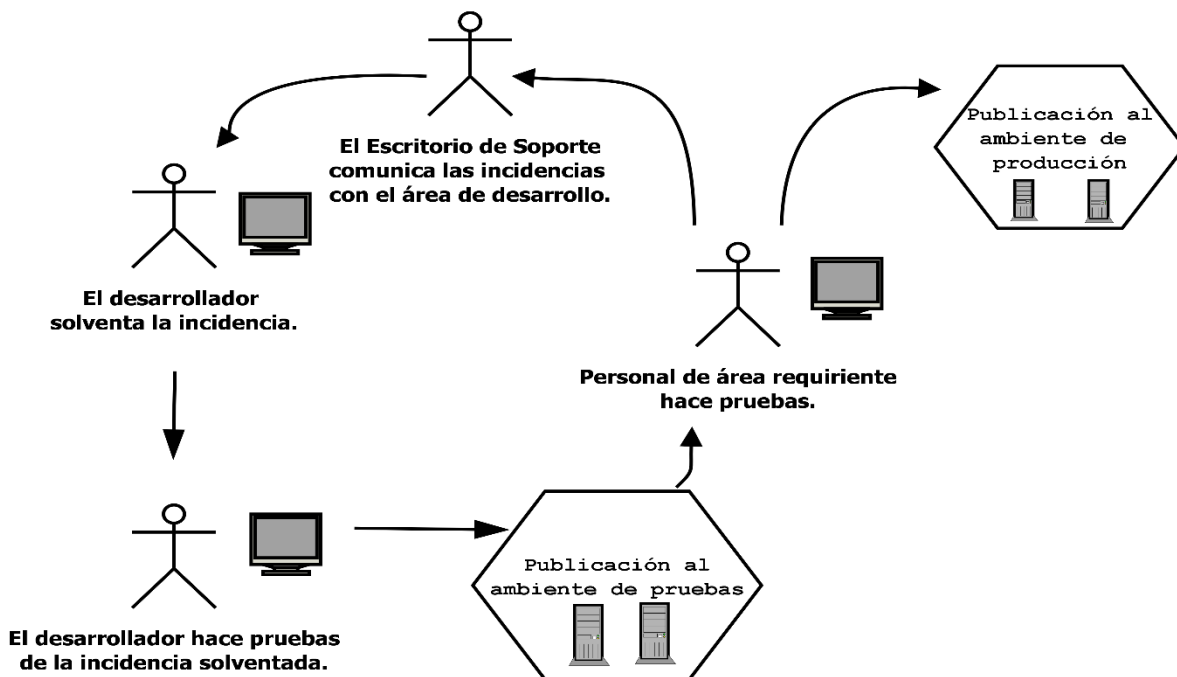 El Escritorio de Soporte
comunica las incidencias
con el área de desarrollo.
Publicación al
ambiente de
producción
El desarrollador
solventa la incidencia.
Personal de área requiriente
hace pruebas.
El desarrollador hace pruebas
de la incidencia solventada.
Publicación al
ambiente de pruebas